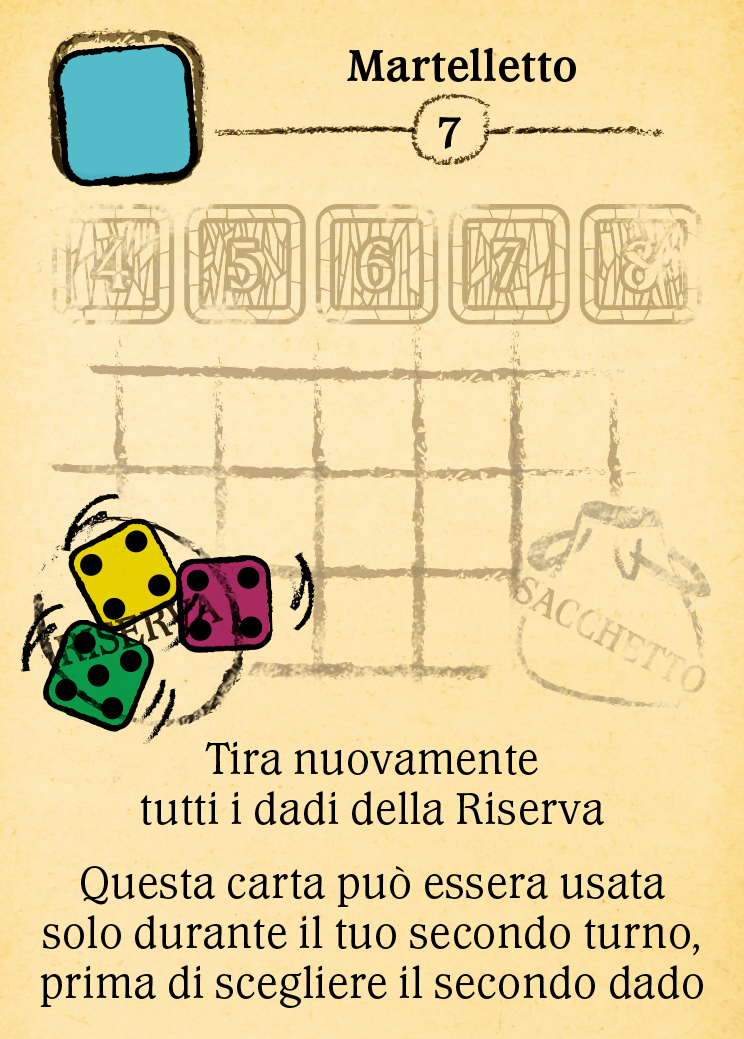 Martelletto
7
4 5 6 7 8
RISERVA
SACCHETTO
Tira nuovamente
tutti i dadi della Riserva
Questa carta può essera usata
solo durante il tuo secondo turno,
prima di scegliere il secondo dado